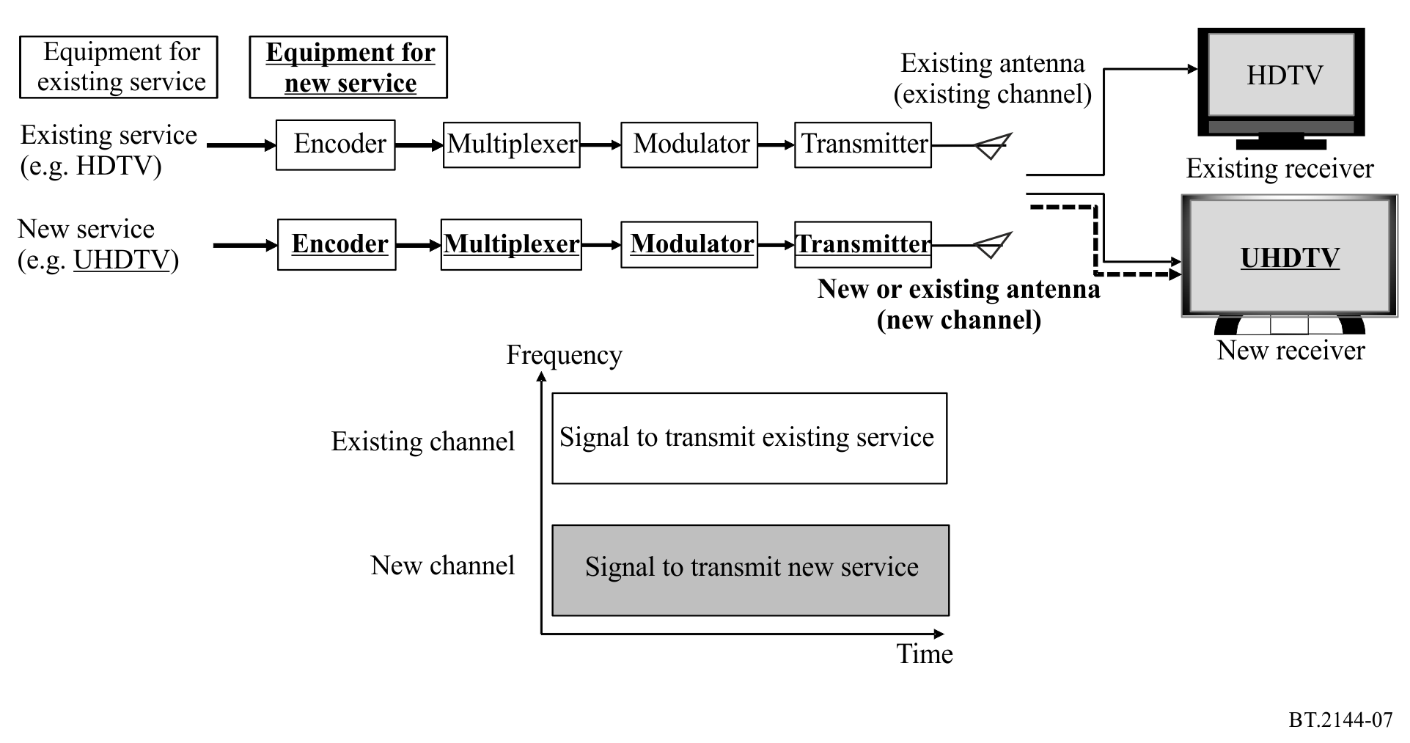 Equipment for
existing service
Equipment for
new service
Existing antenna
(existing channel)
HDTV
Existing service
(e.g. HDTV)
Encoder
Multiplexer
Modulator
Transmitter
Existing receiver
New service
(e.g. UHDTV)
Encoder
Multiplexer
Modulator
Transmitter
UHDTV
New or existing antenna
(new channel)
New receiver
Frequency
Existing channel
Signal to transmit existing service
New channel
Signal to transmit new service
Time
BT.2144-07